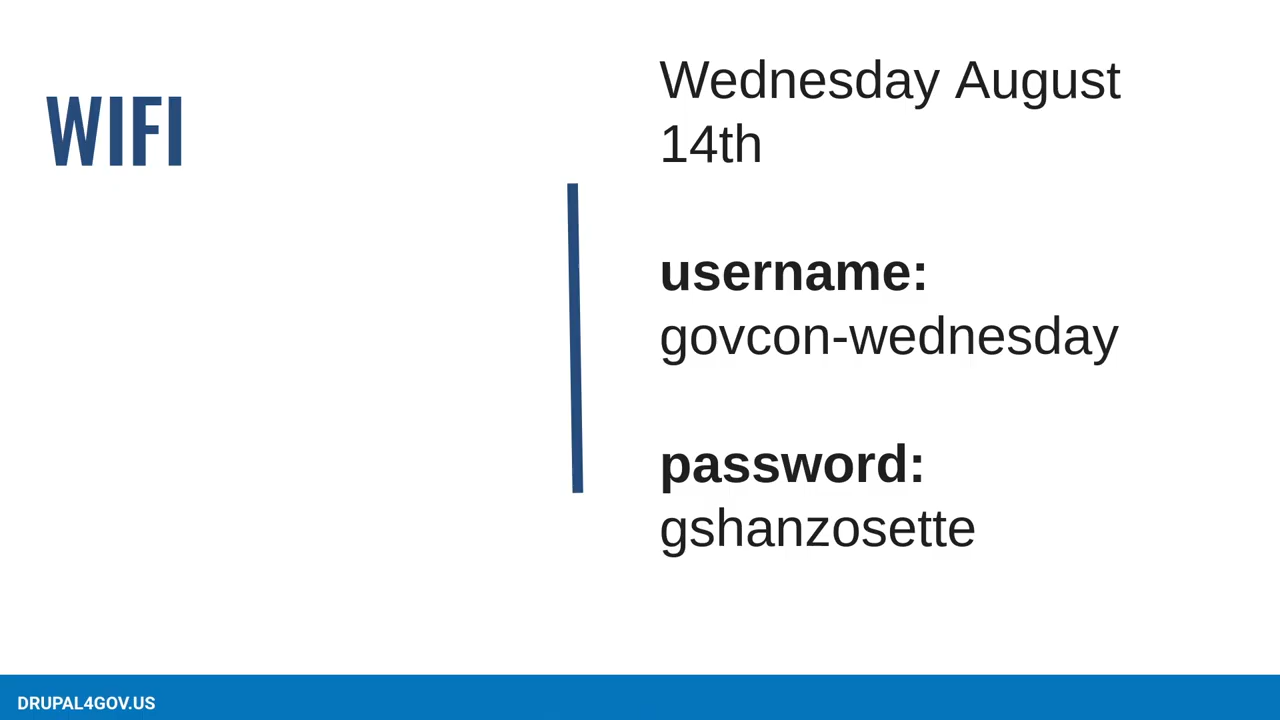 WIFI
Wednesday August
14th
username:
govcon-wednesday
password:
gshanzosette
DRUPAL4GOV.US